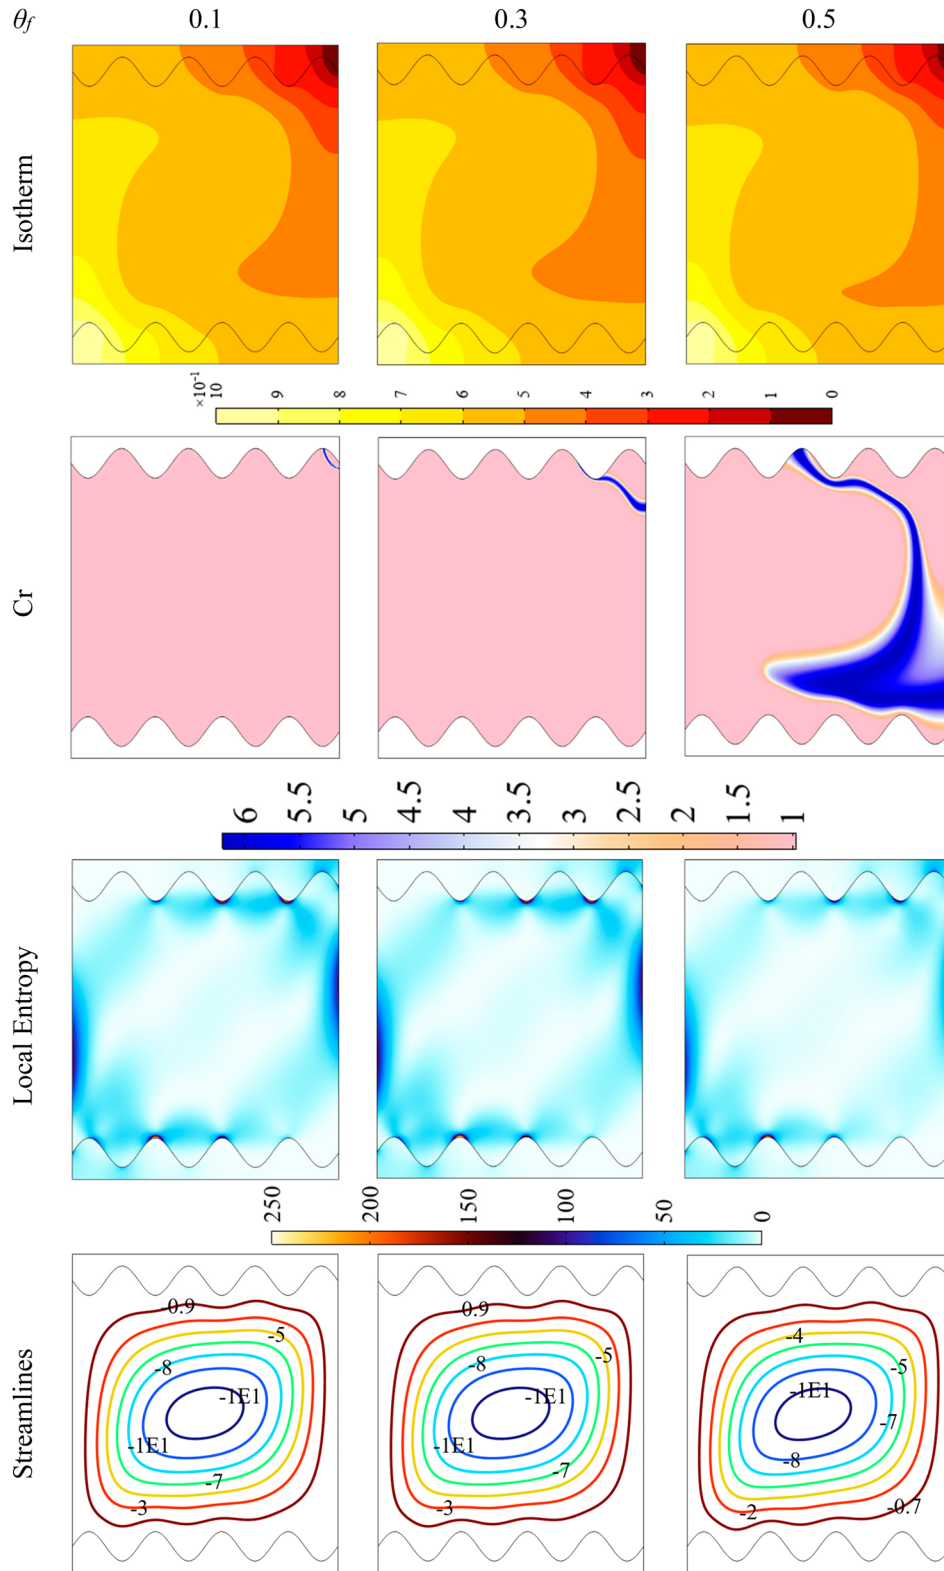 θf 0.1 0.3 0.5
Isotherm
×10⁻¹
10 9 8 7 6 5 4 3 2 1 0
Cr
6 5.5 5 4.5 4 3.5 3 2.5 2 1.5 1
Local Entropy
250 200 150 100 50 0
Streamlines
-0.9 -5 -8 -1E1 -1E1 -7 -3
-0.9 -5 -8 -1E1 -1E1 -7 -3
-4 -5 -1E1 -7 -8 -2 -0.7